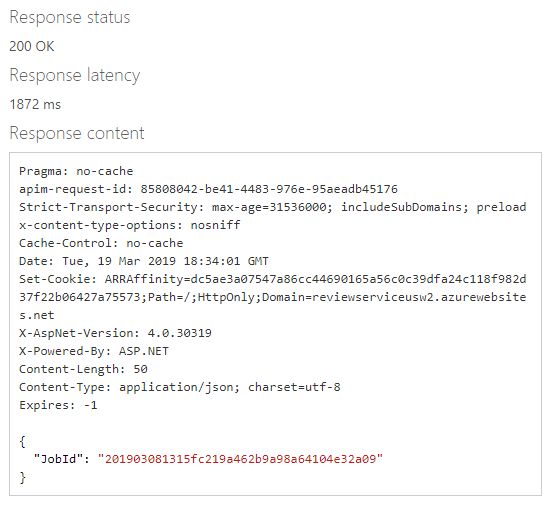 Response status
200 OK
Response latency
1872 ms
Response content
Pragma: no-cache
apim-request-id: 85808042-be41-4483-976e-95aeadb45176
Strict-Transport-Security: max-age=31536000; includeSubDomains; preload
x-content-type-options: nosniff
Cache-Control: no-cache
Date: Tue, 19 Mar 2019 18:34:01 GMT
Set-Cookie: ARRAffinity=dc5ae3a07547a86cc44690165a56c0c39dfa24c118f982d
37f22b06427a75573;Path=/;HttpOnly;Domain=reviewserviceusw2.azurewebsite
s.net
X-AspNet-Version: 4.0.30319
X-Powered-By: ASP.NET
Content-Length: 50
Content-Type: application/json; charset=utf-8
Expires: -1
{
"JobId": "201903081315fc219a462b9a98a64104e32a09"
}